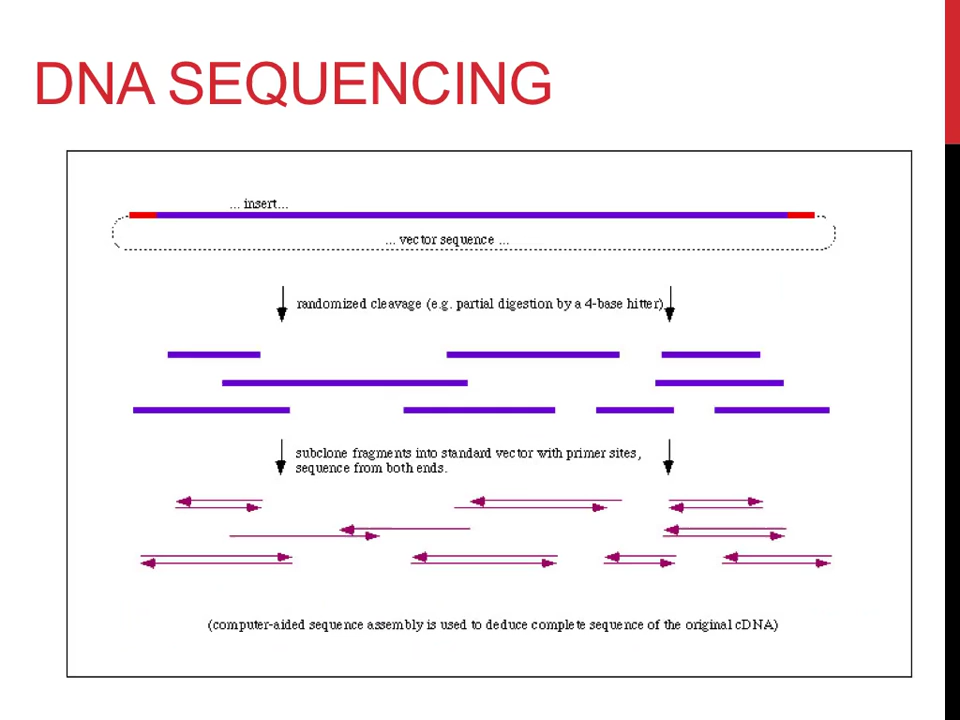 DNA SEQUENCING
... insert...
... vector sequence ...
randomized cleavage (e.g. partial digestion by a 4-base hitter)
subclone fragments into standard vector with primer sites,
sequence from both ends.
(computer-aided sequence assembly is used to deduce complete sequence of the original cDNA)